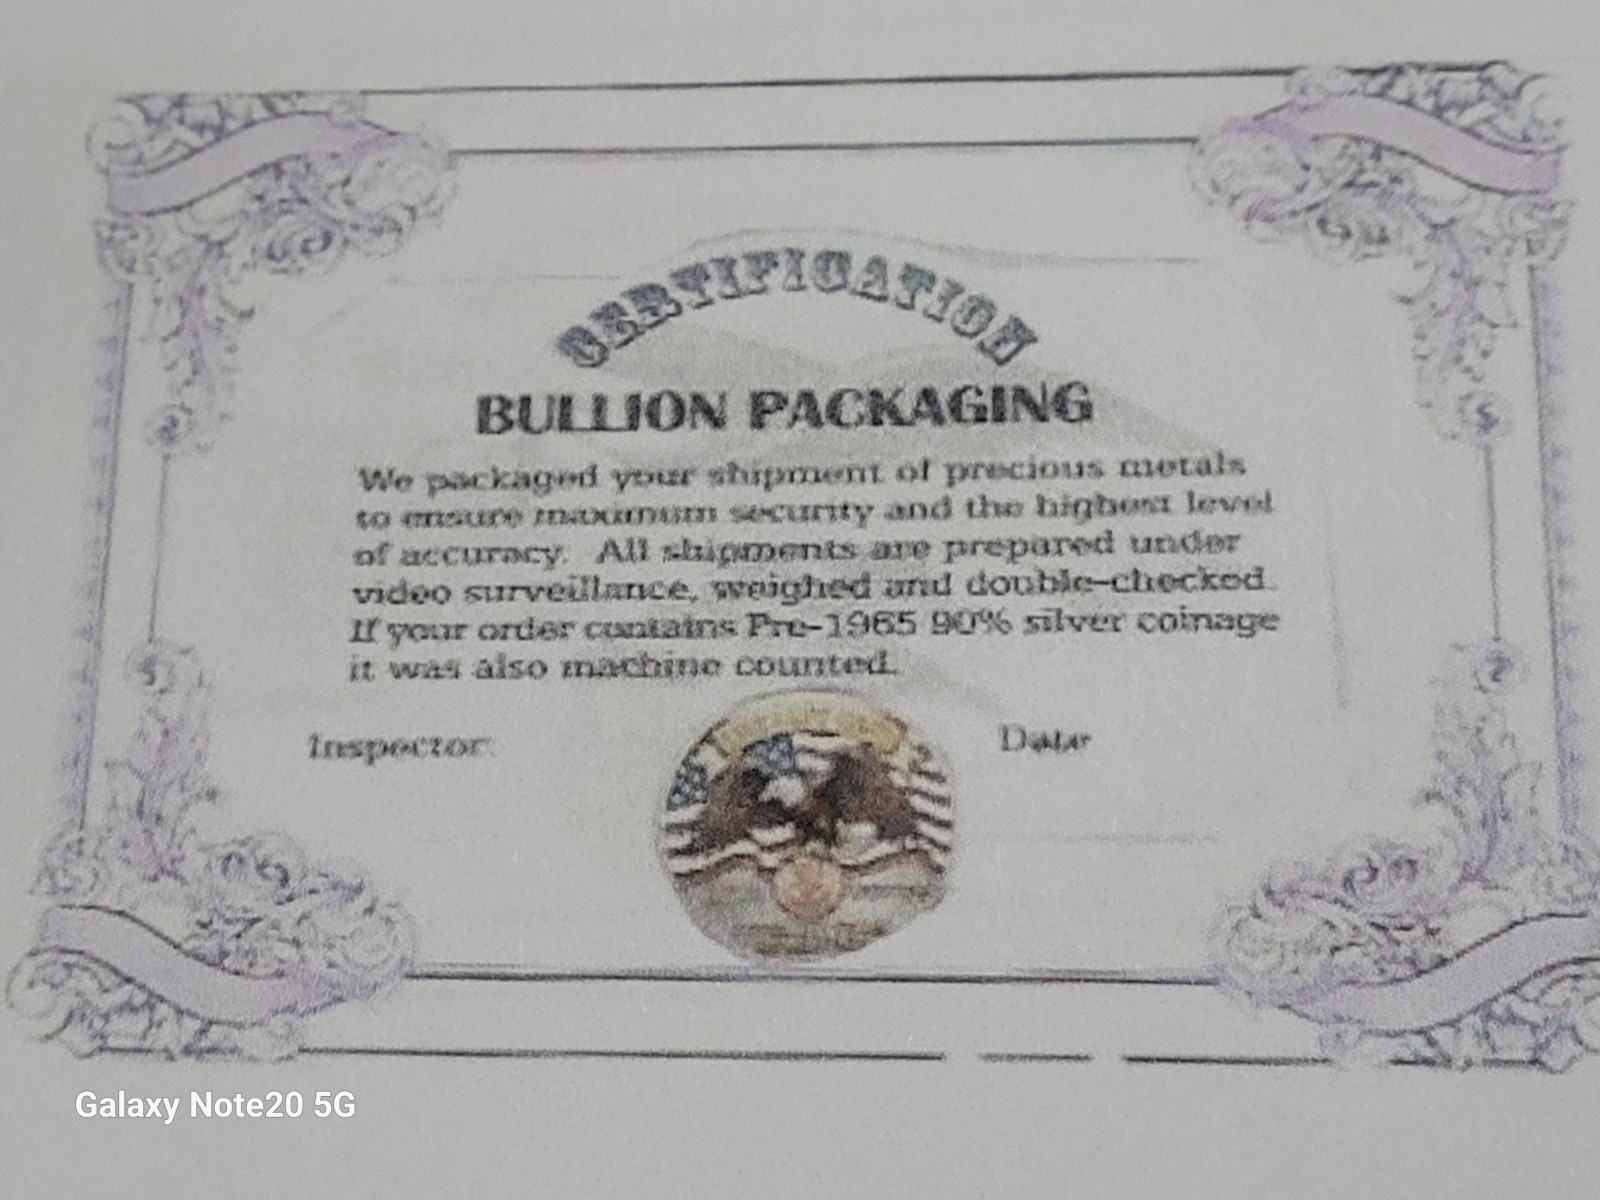 CERTIFICATION
BULLION PACKAGING
We packaged your shipment of precious metals
to ensure maximum security and the highest level
of accuracy. All shipments are prepared under
video surveillance, weighed and double-checked.
If your order contains Pre-1965 90% silver coinage
it was also machine counted.
Inspector:
Date
Galaxy Note20 5G